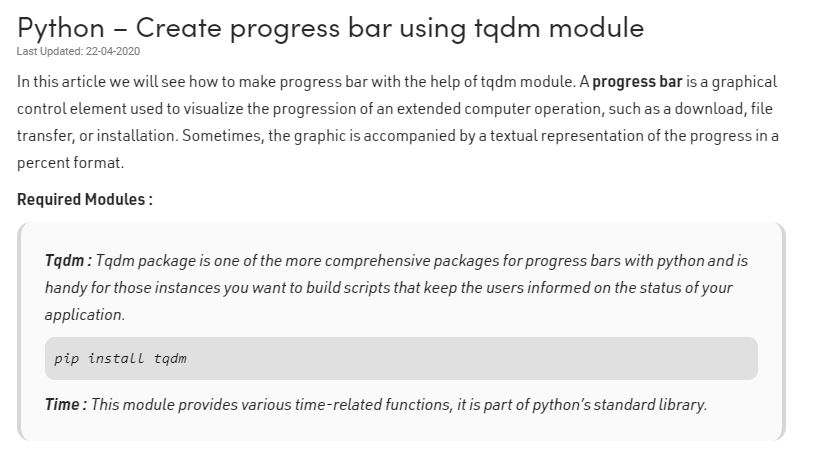 Python – Create progress bar using tqdm module
Last Updated: 22-04-2020
In this article we will see how to make progress bar with the help of tqdm module. A progress bar is a graphical
control element used to visualize the progression of an extended computer operation, such as a download, file
transfer, or installation. Sometimes, the graphic is accompanied by a textual representation of the progress in a
percent format.
Required Modules :
Tqdm : Tqdm package is one of the more comprehensive packages for progress bars with python and is
handy for those instances you want to build scripts that keep the users informed on the status of your
application.
pip install tqdm
Time : This module provides various time-related functions, it is part of python's standard library.